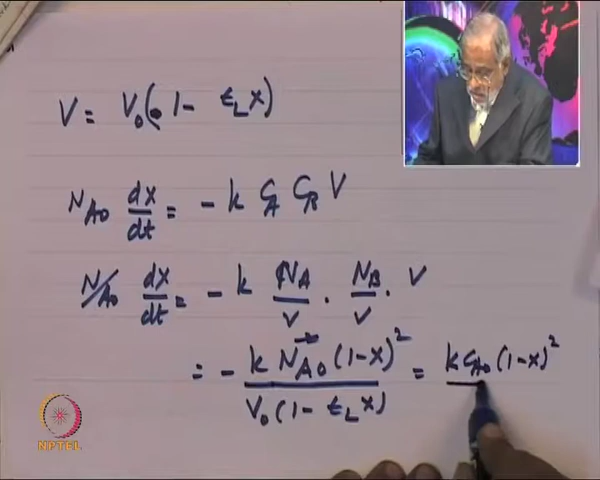 V = V₀(1 - ε_L x)
N_A0 dx/dt = - k C_A C_B V
N_A0 dx/dt = - k N_A/V · N_B/V · V
= - k N_A0 (1-x)² / V₀(1 - ε_L x) = k C_A0 (1-x)²
NPTEL